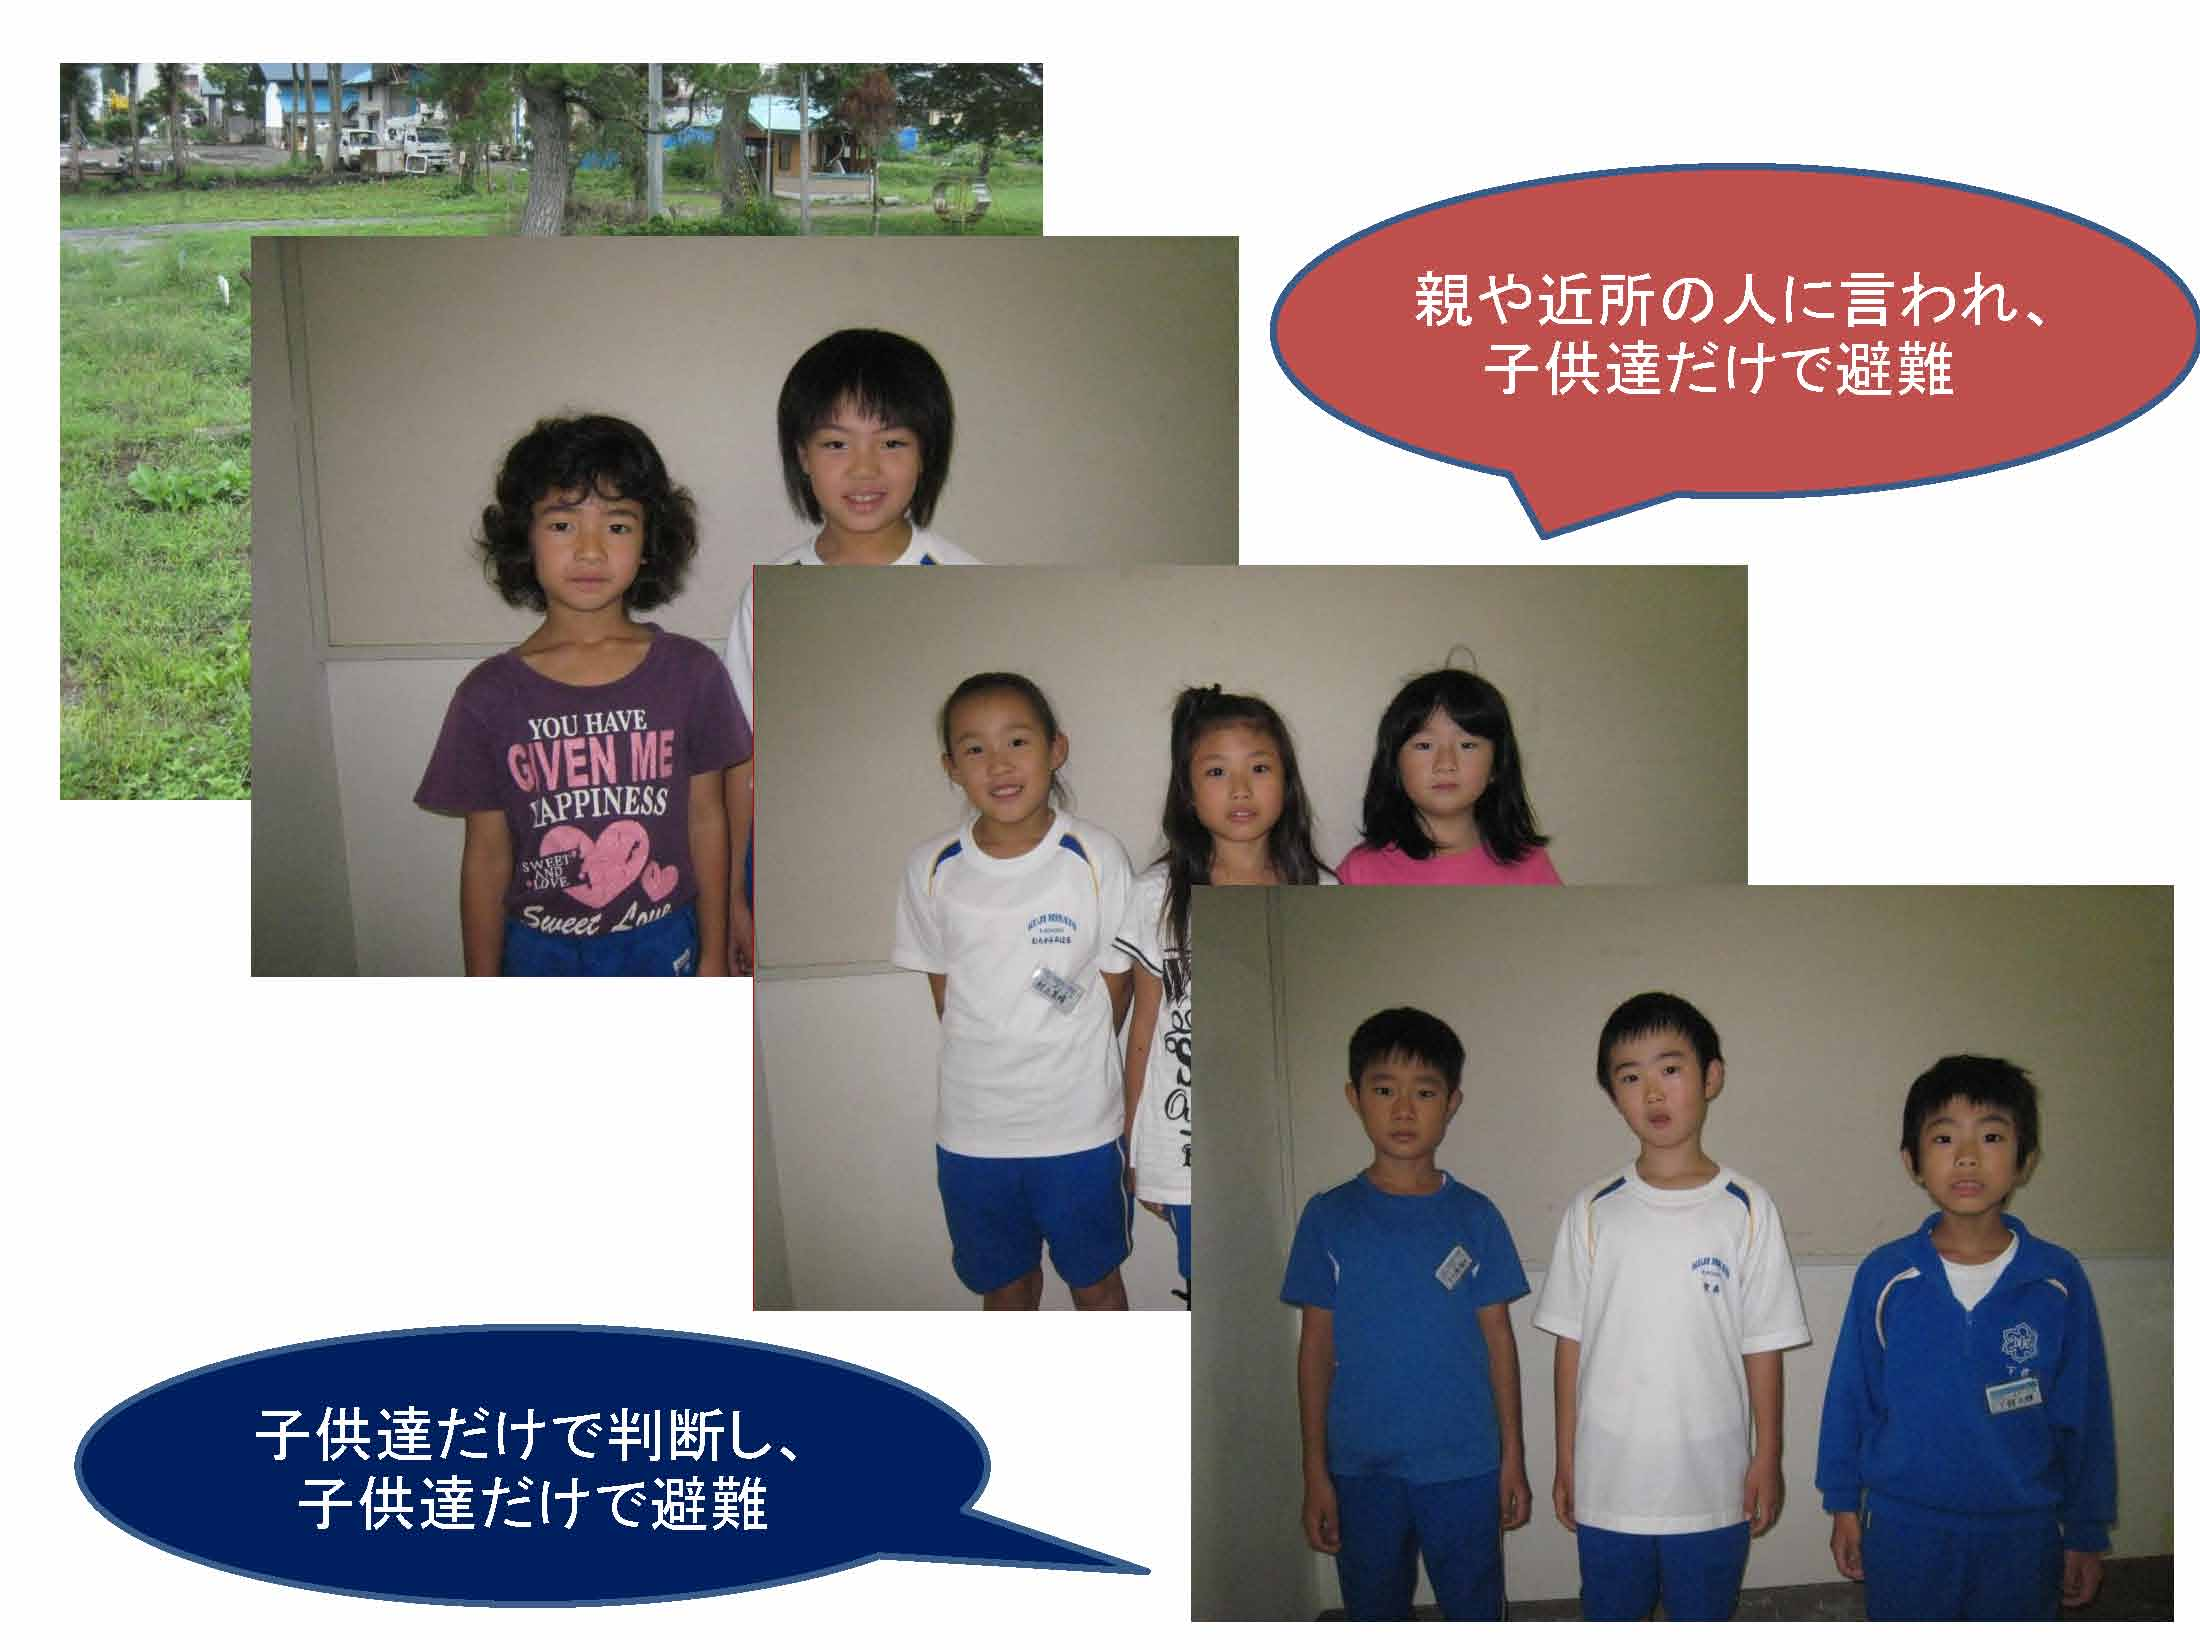 親や近所の人に言われ、
子供達だけで避難
YOU HAVE
GIVEN ME
HAPPINESS
SWEET
AND
LOVE
Sweet Love
子供達だけで判断し、
子供達だけで避難